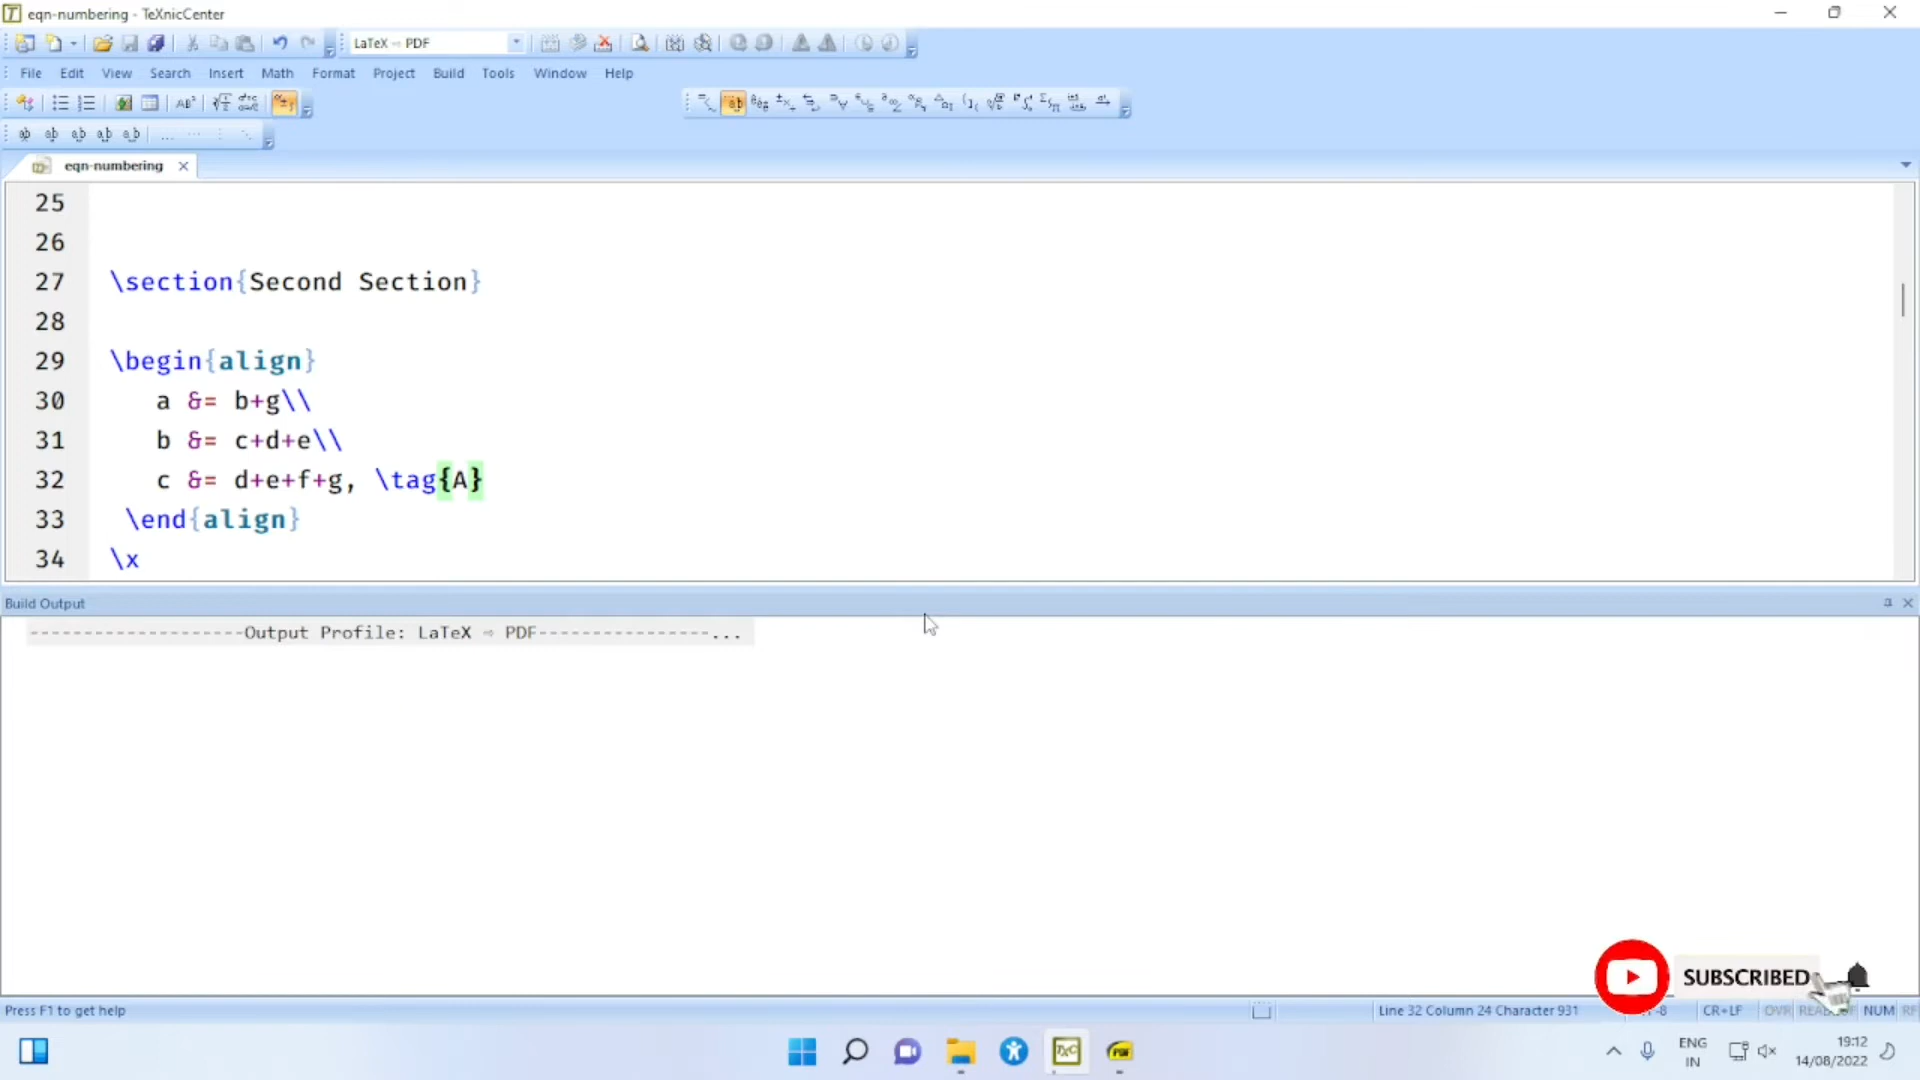 eqn-numbering - TeXnicCenter
LaTeX ⇨ PDF
File Edit View Search Insert Math Format Project Build Tools Window Help
eqn-numbering
25
26
27 \section{Second Section}
28
29 \begin{align}
30 a &= b+g\\
31 b &= c+d+e\\
32 c &= d+e+f+g, \tag{A}
33 \end{align}
34 \x
Build Output
--------------------Output Profile: LaTeX ⇨ PDF----------------...
SUBSCRIBED
Press F1 to get help
Line 32 Column 24 Character 931
-8
CR+LF
OVR
NUM
RF
ENG
IN
19:12
14/08/2022